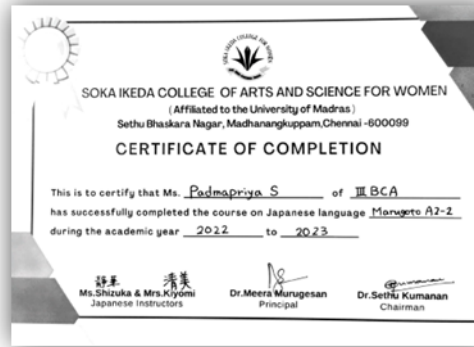 SOKA IKEDA COLLEGE OF ARTS AND SCIENCE FOR WOMEN
(Affiliated to the University of Madras)
Sethu Bhaskara Nagar, Madhanangkuppam,Chennai -600099
CERTIFICATE OF COMPLETION
This is to certify that Ms. Padmapriya S of III BCA
has successfully completed the course on Japanese language Marugoto A2-2
during the academic year 2022 to 2023
静華 清美
Ms.Shizuka & Mrs.Kiyomi Dr.Meera Murugesan Dr.Sethu Kumanan
Japanese Instructors Principal Chairman